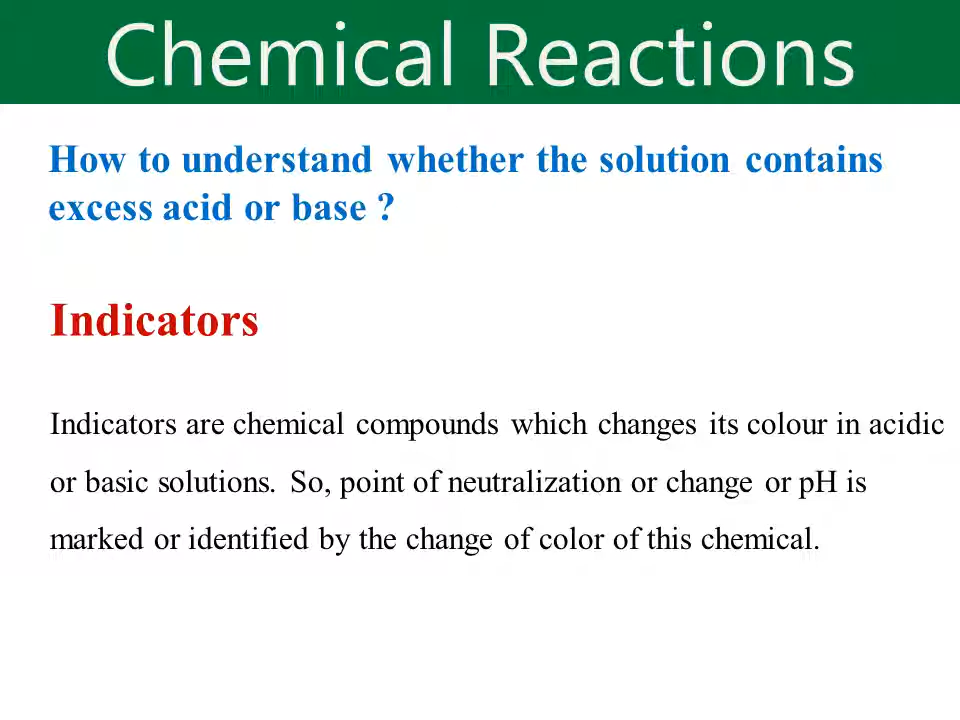 Chemical Reactions
How to understand whether the solution contains
excess acid or base ?
Indicators
Indicators are chemical compounds which changes its colour in acidic
or basic solutions. So, point of neutralization or change or pH is
marked or identified by the change of color of this chemical.